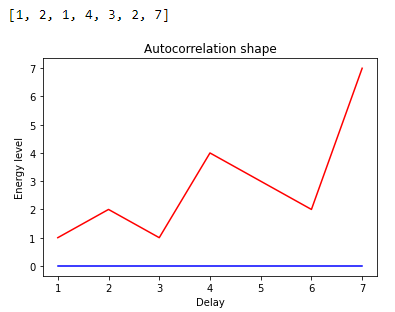 [1, 2, 1, 4, 3, 2, 7]
Autocorrelation shape
Energy level
7
6
5
4
3
2
1
0
1 2 3 4 5 6 7
Delay